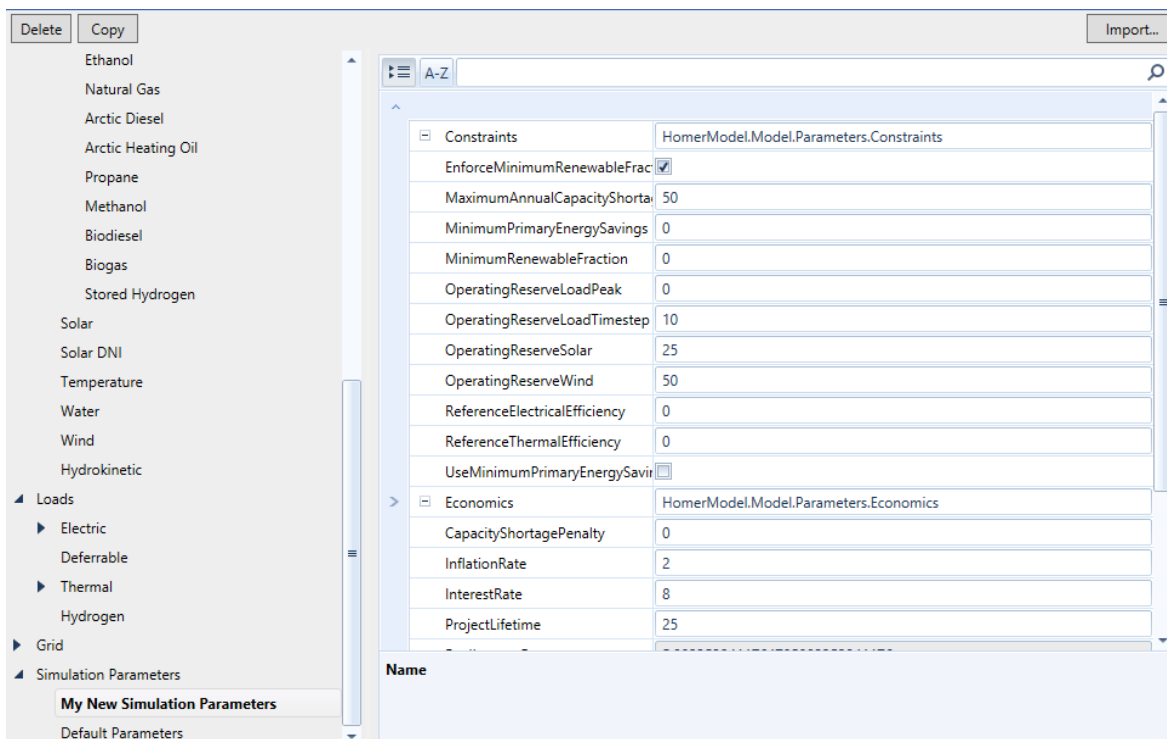 Delete
Copy
Import...
Ethanol
Natural Gas
Arctic Diesel
Arctic Heating Oil
Propane
Methanol
Biodiesel
Biogas
Stored Hydrogen
Solar
Solar DNI
Temperature
Water
Wind
Hydrokinetic
Loads
Electric
Deferrable
Thermal
Hydrogen
Grid
Simulation Parameters
My New Simulation Parameters
Default Parameters
A-Z
Constraints HomerModel.Model.Parameters.Constraints
EnforceMinimumRenewableFrac
MaximumAnnualCapacityShorta 50
MinimumPrimaryEnergySavings 0
MinimumRenewableFraction 0
OperatingReserveLoadPeak 0
OperatingReserveLoadTimestep 10
OperatingReserveSolar 25
OperatingReserveWind 50
ReferenceElectricalEfficiency 0
ReferenceThermalEfficiency 0
UseMinimumPrimaryEnergySavin
Economics HomerModel.Model.Parameters.Economics
CapacityShortagePenalty 0
InflationRate 2
InterestRate 8
ProjectLifetime 25
Name